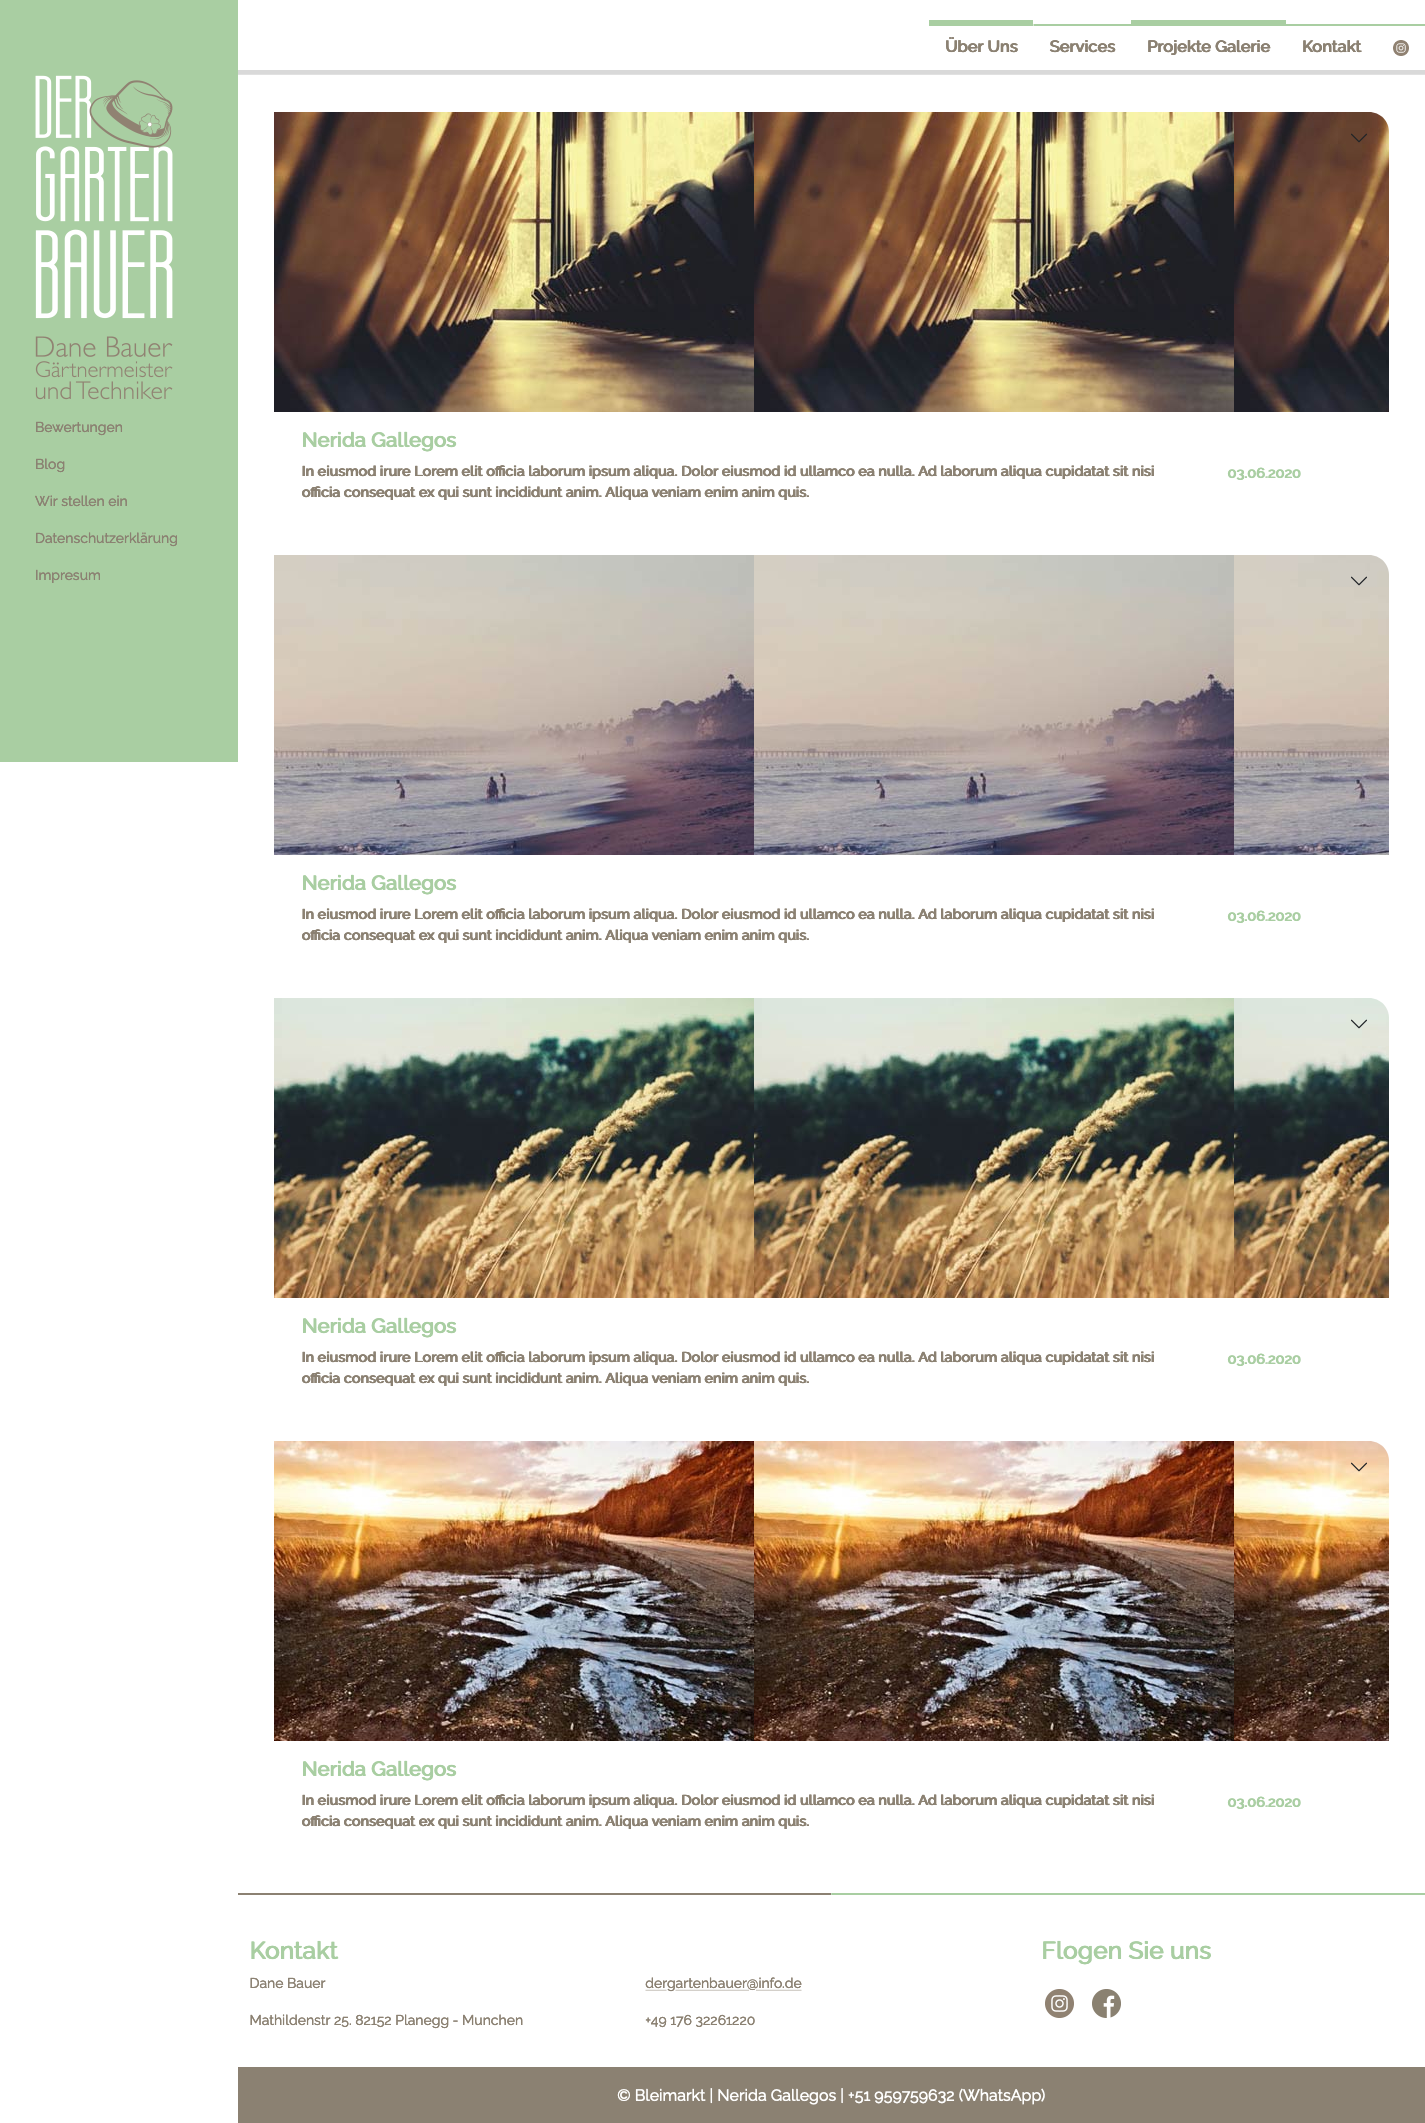 Über Uns Services Projekte Galerie Kontakt
DER
GARTEN
BAUER
Dane Bauer
Gärtnermeister
und Techniker
Bewertungen
Blog
Wir stellen ein
Datenschutzerklärung
Impresum
Nerida Gallegos
In eiusmod irure Lorem elit officia laborum ipsum aliqua. Dolor eiusmod id ullamco ea nulla. Ad laborum aliqua cupidatat sit nisi
officia consequat ex qui sunt incididunt anim. Aliqua veniam enim anim quis.
03.06.2020
Nerida Gallegos
In eiusmod irure Lorem elit officia laborum ipsum aliqua. Dolor eiusmod id ullamco ea nulla. Ad laborum aliqua cupidatat sit nisi
officia consequat ex qui sunt incididunt anim. Aliqua veniam enim anim quis.
03.06.2020
Nerida Gallegos
In eiusmod irure Lorem elit officia laborum ipsum aliqua. Dolor eiusmod id ullamco ea nulla. Ad laborum aliqua cupidatat sit nisi
officia consequat ex qui sunt incididunt anim. Aliqua veniam enim anim quis.
03.06.2020
Nerida Gallegos
In eiusmod irure Lorem elit officia laborum ipsum aliqua. Dolor eiusmod id ullamco ea nulla. Ad laborum aliqua cupidatat sit nisi
officia consequat ex qui sunt incididunt anim. Aliqua veniam enim anim quis.
03.06.2020
Kontakt
Dane Bauer
Mathildenstr 25. 82152 Planegg - Munchen
dergartenbauer@info.de
+49 176 32261220
Flogen Sie uns
© Bleimarkt | Nerida Gallegos | +51 959759632 (WhatsApp)